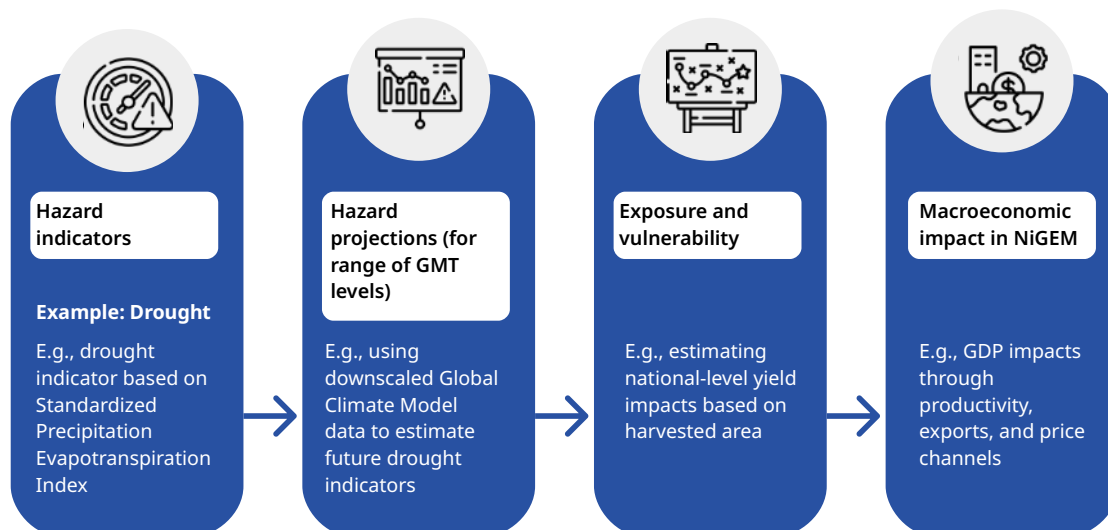 Hazard
indicators
Example: Drought
E.g., drought
indicator based on
Standardized
Precipitation
Evapotranspiration
Index
Hazard
projections (for
range of GMT
levels)
E.g., using
downscaled Global
Climate Model
data to estimate
future drought
indicators
Exposure and
vulnerability
E.g., estimating
national-level yield
impacts based on
harvested area
Macroeconomic
impact in NiGEM
E.g., GDP impacts
through
productivity,
exports, and price
channels